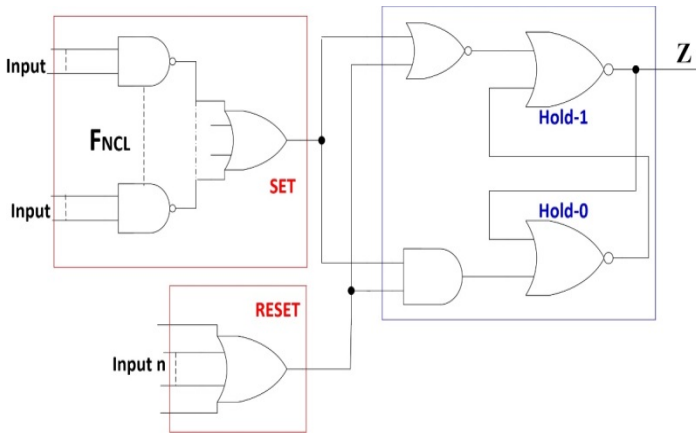 Input
FNCL
Input
SET
RESET
Input n
Hold-1
Hold-0
Z